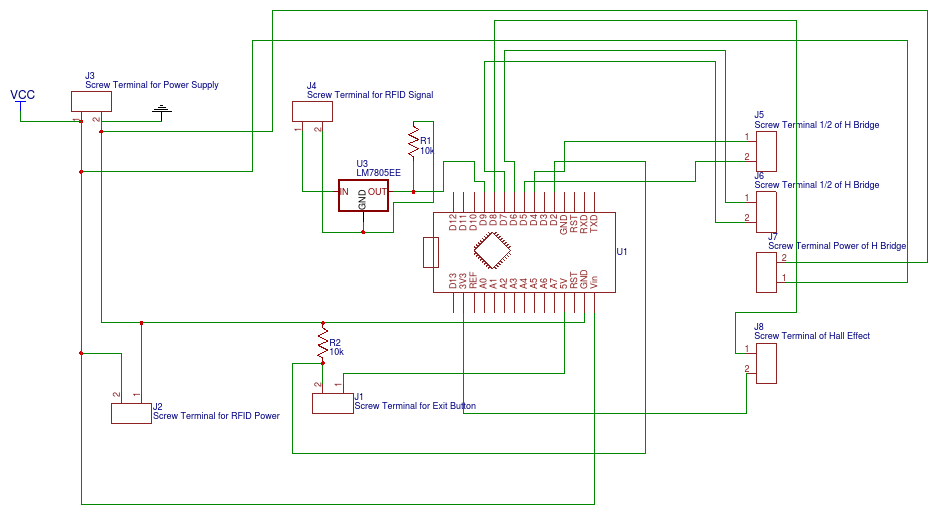 J3
Screw Terminal for Power Supply
VCC
1
2
J4
Screw Terminal for RFID Signal
1
2
R1
10k
U3
LM7805EE
IN
OUT
GND
J5
Screw Terminal 1/2 of H Bridge
1
2
J6
Screw Terminal 1/2 of H Bridge
1
2
J7
Screw Terminal Power of H Bridge
2
1
D12
D11
D10
D9
D8
D7
D6
D5
D4
D3
D2
GND
RST
RXD
TXD
U1
D13
3V3
REF
A0
A1
A2
A3
A4
A5
A6
A7
5V
RST
GND
Vin
J8
Screw Terminal of Hall Effect
1
2
R2
10k
2
1
J1
Screw Terminal for Exit Button
2
1
J2
Screw Terminal for RFID Power